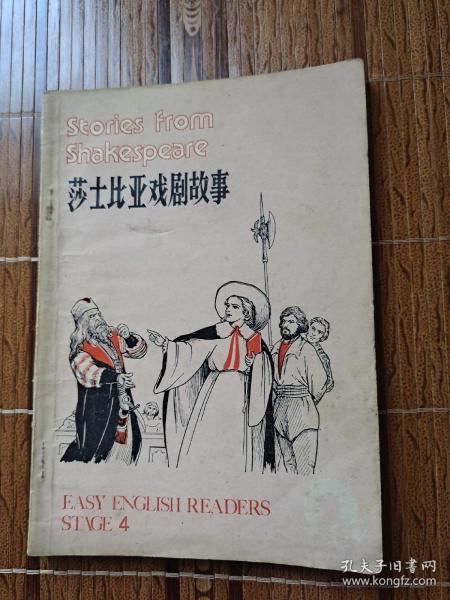 Stories from
Shakespeare
莎士比亚戏剧故事
EASY ENGLISH READERS
STAGE 4
孔夫子旧书网
www.kongfz.com